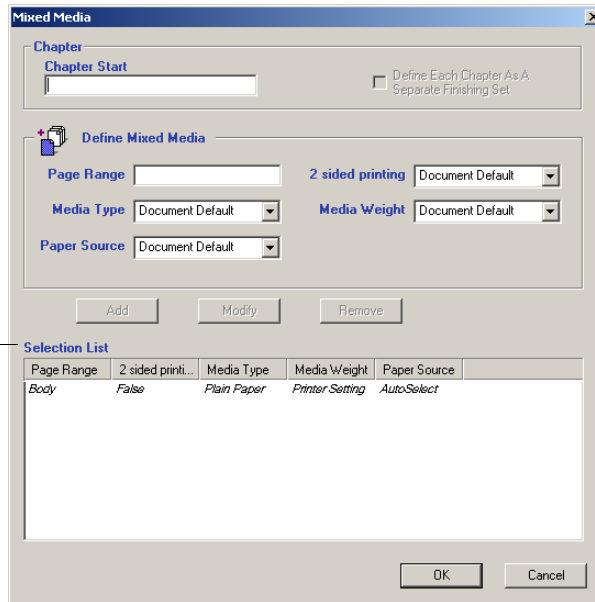 Mixed Media
Chapter
Chapter Start
Define Each Chapter As A
Separate Finishing Set
Define Mixed Media
Page Range
2 sided printing Document Default
Media Type Document Default
Media Weight Document Default
Paper Source Document Default
Add Modify Remove
Selection List
Page Range 2 sided printi... Media Type Media Weight Paper Source
Body False Plain Paper Printer Setting AutoSelect
OK Cancel